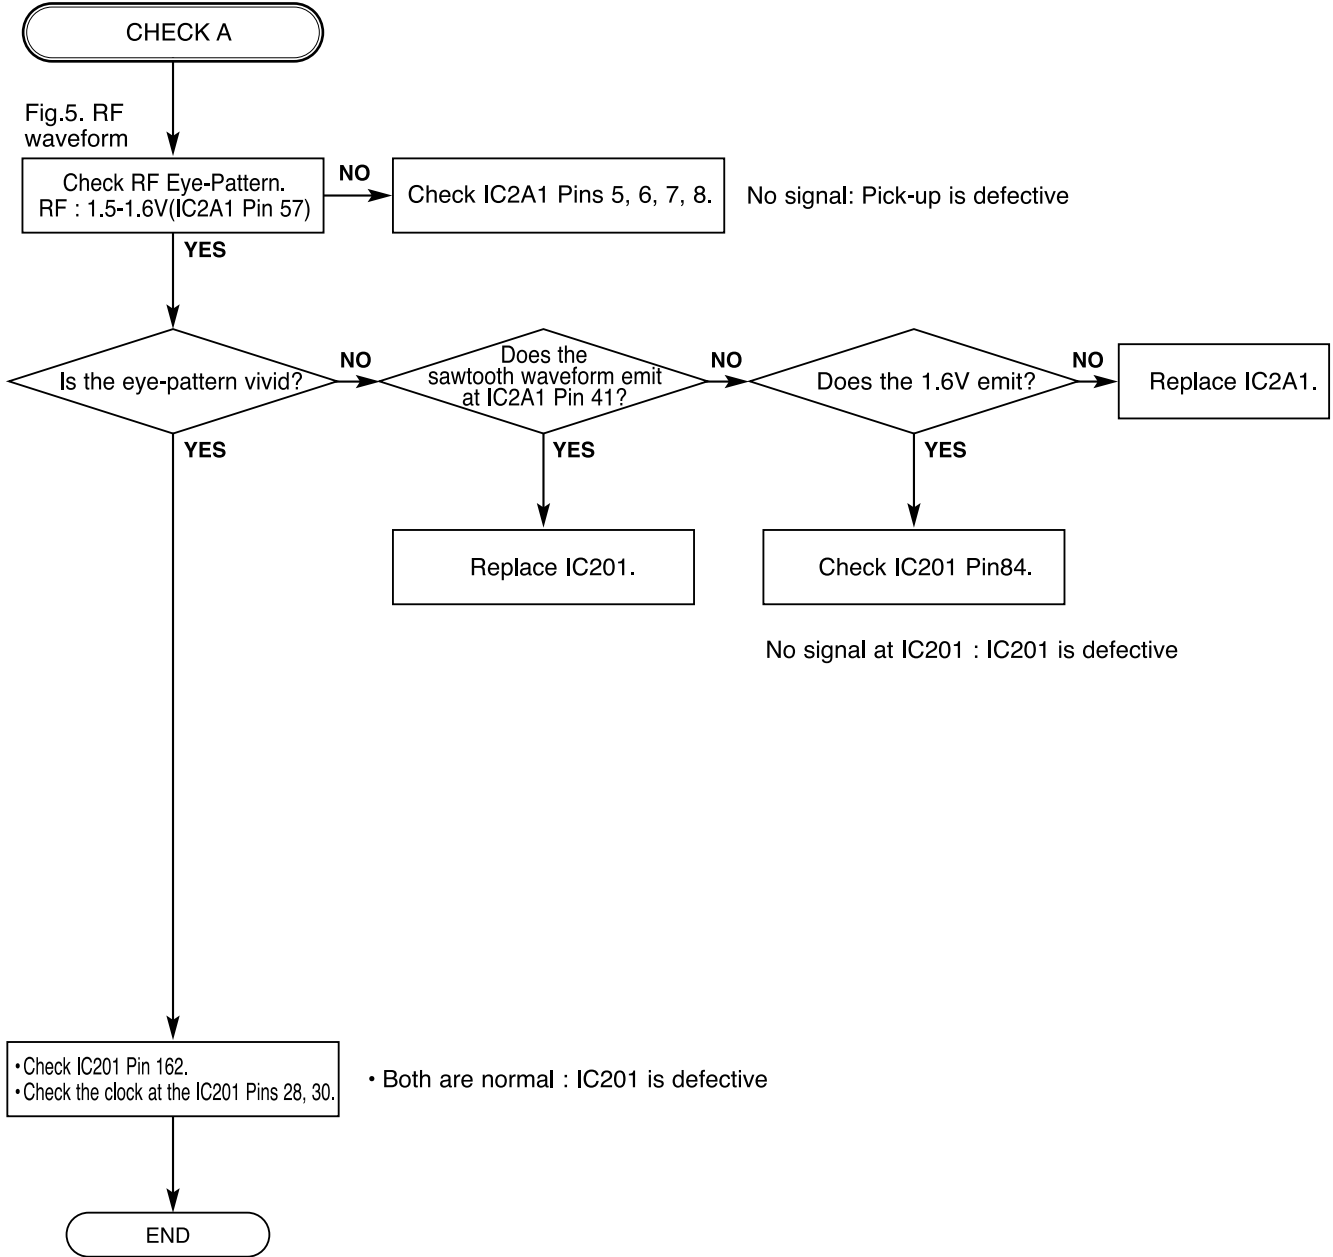 CHECK A
Fig.5. RF
waveform
Check RF Eye-Pattern.
RF : 1.5-1.6V(IC2A1 Pin 57)
NO
Check IC2A1 Pins 5, 6, 7, 8.
No signal: Pick-up is defective
YES
Is the eye-pattern vivid?
NO
Does the
sawtooth waveform emit
at IC2A1 Pin 41?
NO
Does the 1.6V emit?
NO
Replace IC2A1.
YES
YES
YES
Replace IC201.
Check IC201 Pin84.
No signal at IC201 : IC201 is defective
• Check IC201 Pin 162.
• Check the clock at the IC201 Pins 28, 30.
• Both are normal : IC201 is defective
END